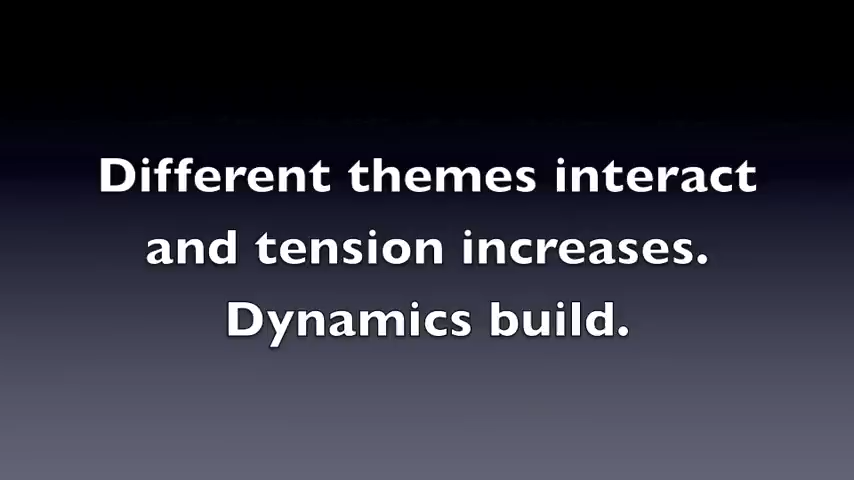 Different themes interact
and tension increases.
Dynamics build.